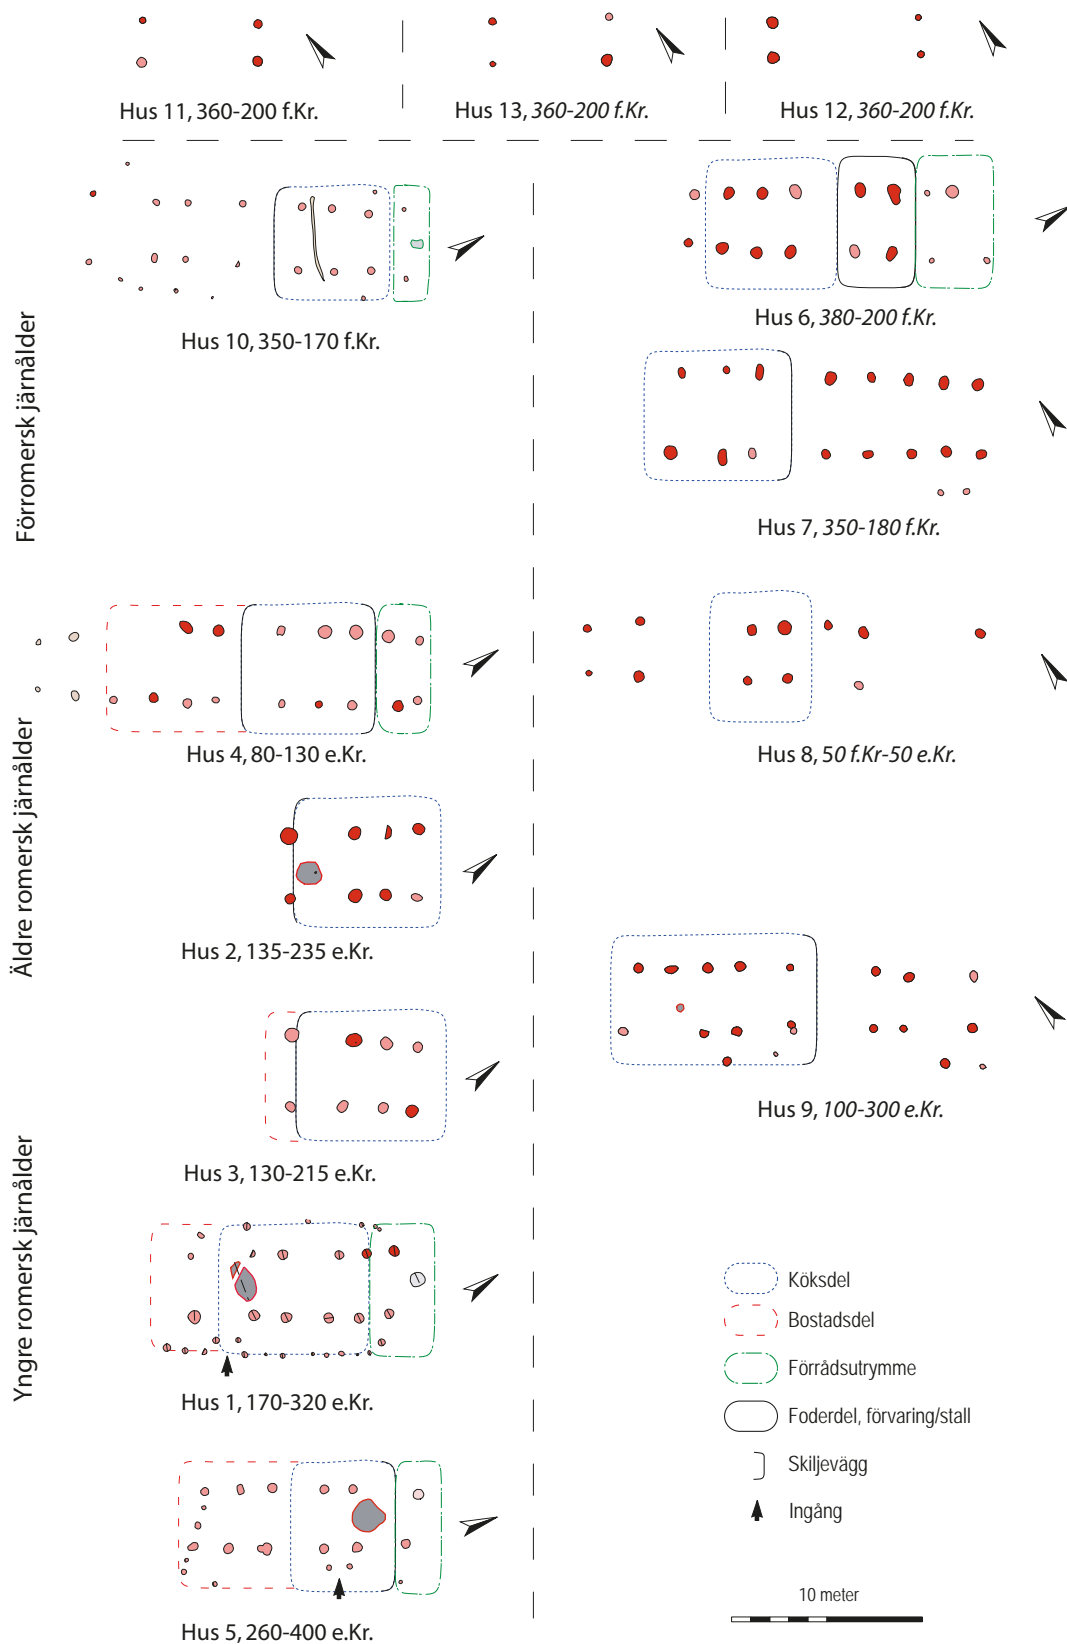 Hus 11, 360-200 f.Kr.
Hus 13, 360-200 f.Kr.
Hus 12, 360-200 f.Kr.
Förromersk järnålder
Hus 10, 350-170 f.Kr.
Hus 6, 380-200 f.Kr.
Hus 7, 350-180 f.Kr.
Äldre romersk järnålder
Hus 4, 80-130 e.Kr.
Hus 8, 50 f.Kr-50 e.Kr.
Hus 2, 135-235 e.Kr.
Hus 9, 100-300 e.Kr.
Yngre romersk järnålder
Hus 3, 130-215 e.Kr.
Hus 1, 170-320 e.Kr.
Hus 5, 260-400 e.Kr.
Köksdel
Bostadsdel
Förrådsutrymme
Foderdel, förvaring/stall
Skiljevägg
Ingång
10 meter